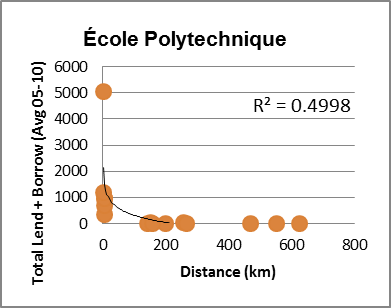 École Polytechnique
Total Lend + Borrow (Avg 05-10)
6000
5000
4000
3000
2000
1000
0
R² = 0.4998
0 200 400 600 800
Distance (km)